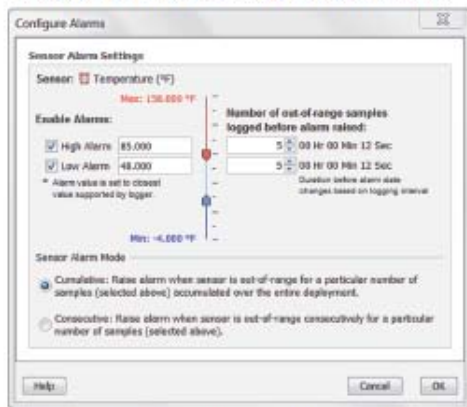 Configure Alarms
Sensor Alarm Settings
Sensor: Temperature (°F)
Max: 158.000 °F
Enable Alarms:
Number of out-of-range samples
logged before alarm raised:
High Alarm 85.000
5 00 Hr 00 Min 12 Sec
Low Alarm 48.000
5 00 Hr 00 Min 12 Sec
* Alarm value is set to closest
value supported by logger.
Duration before alarm state
changes based on logging interval
Min: -4.000 °F
Sensor Alarm Mode
Cumulative: Raise alarm when sensor is out-of-range for a particular number of
samples (selected above) accumulated over the entire deployment.
Consecutive: Raise alarm when sensor is out-of-range consecutively for a particular
number of samples (selected above).
Help
Cancel
OK